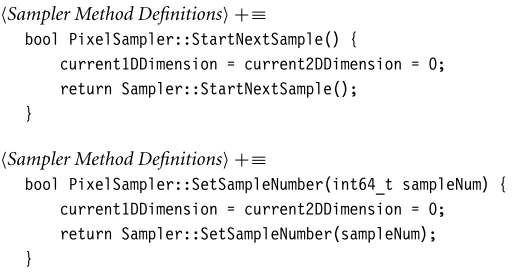 ⟨Sampler Method Definitions⟩ +≡
bool PixelSampler::StartNextSample() {
current1DDimension = current2DDimension = 0;
return Sampler::StartNextSample();
}
⟨Sampler Method Definitions⟩ +≡
bool PixelSampler::SetSampleNumber(int64_t sampleNum) {
current1DDimension = current2DDimension = 0;
return Sampler::SetSampleNumber(sampleNum);
}